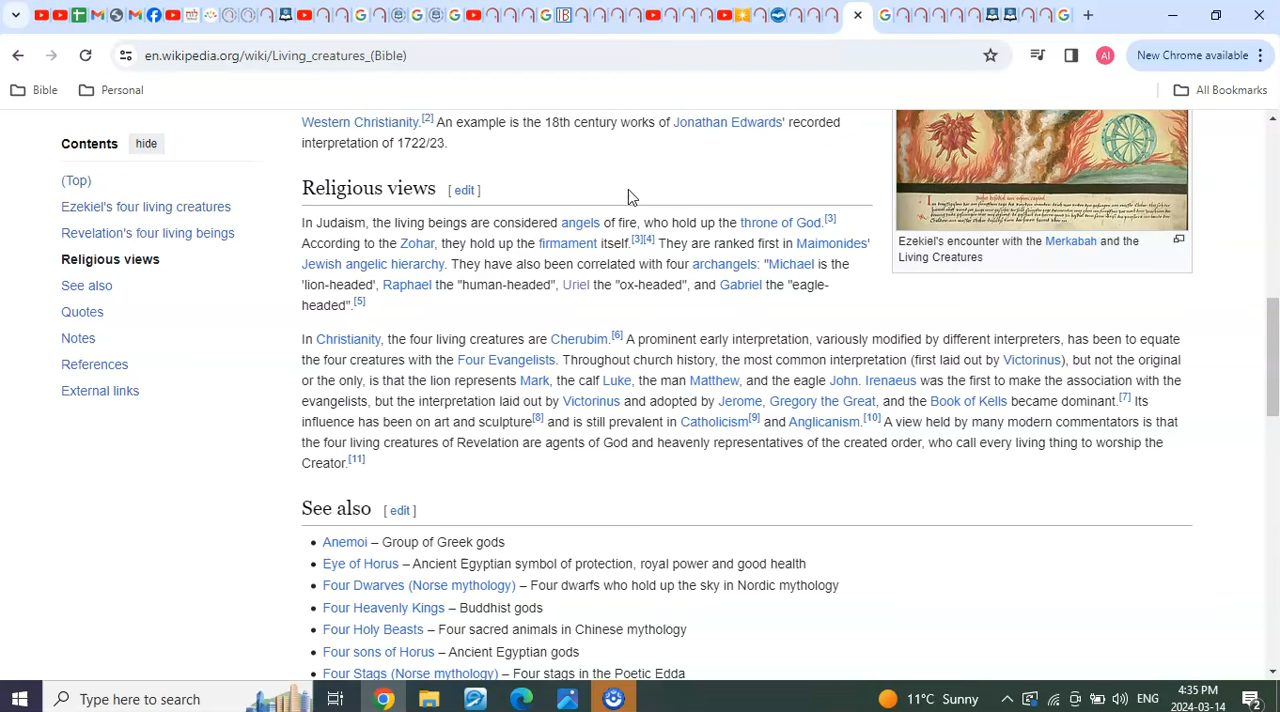 en.wikipedia.org/wiki/Living_creatures_(Bible)
AI
New Chrome available
Bible
Personal
All Bookmarks
Contents
hide
(Top)
Ezekiel's four living creatures
Revelation's four living beings
Religious views
See also
Quotes
Notes
References
External links
Western Christianity.[2] An example is the 18th century works of Jonathan Edwards' recorded
interpretation of 1722/23.
Religious views [ edit ]
In Judaism, the living beings are considered angels of fire, who hold up the throne of God.[3]
According to the Zohar, they hold up the firmament itself.[3][4] They are ranked first in Maimonides'
Jewish angelic hierarchy. They have also been correlated with four archangels: "Michael is the
'lion-headed', Raphael the "human-headed", Uriel the "ox-headed", and Gabriel the "eagle-
headed".[5]
Ezekiel's encounter with the Merkabah and the
Living Creatures
In Christianity, the four living creatures are Cherubim.[6] A prominent early interpretation, variously modified by different interpreters, has been to equate
the four creatures with the Four Evangelists. Throughout church history, the most common interpretation (first laid out by Victorinus), but not the original
or the only, is that the lion represents Mark, the calf Luke, the man Matthew, and the eagle John. Irenaeus was the first to make the association with the
evangelists, but the interpretation laid out by Victorinus and adopted by Jerome, Gregory the Great, and the Book of Kells became dominant.[7] Its
influence has been on art and sculpture[8] and is still prevalent in Catholicism[9] and Anglicanism.[10] A view held by many modern commentators is that
the four living creatures of Revelation are agents of God and heavenly representatives of the created order, who call every living thing to worship the
Creator.[11]
See also [ edit ]
• Anemoi – Group of Greek gods
• Eye of Horus – Ancient Egyptian symbol of protection, royal power and good health
• Four Dwarves (Norse mythology) – Four dwarfs who hold up the sky in Nordic mythology
• Four Heavenly Kings – Buddhist gods
• Four Holy Beasts – Four sacred animals in Chinese mythology
• Four sons of Horus – Ancient Egyptian gods
• Four Stags (Norse mythology) – Four stags in the Poetic Edda
Type here to search
11°C Sunny
ENG
4:35 PM
2024-03-14
2